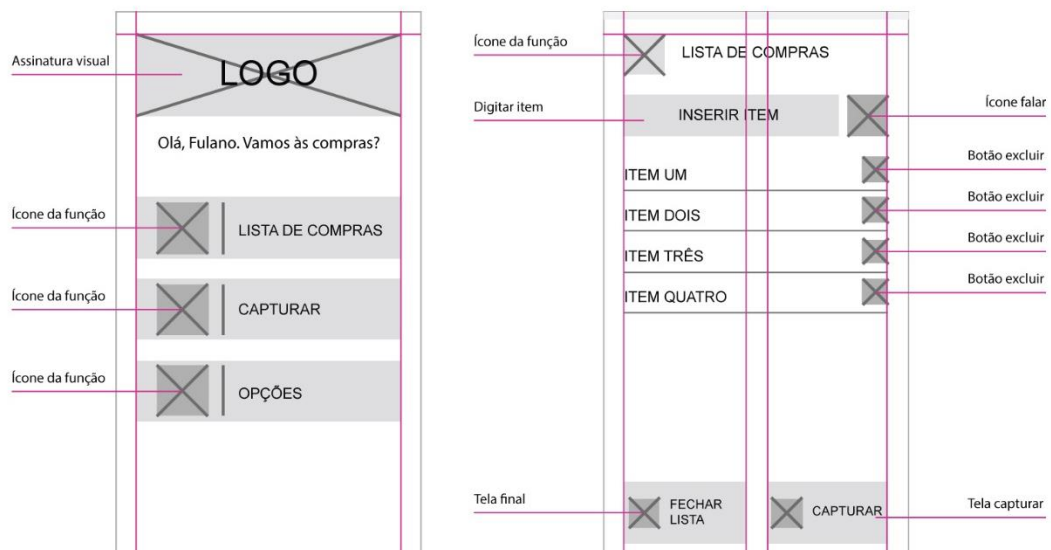 Assinatura visual
LOGO
Olá, Fulano. Vamos às compras?
Ícone da função
LISTA DE COMPRAS
Ícone da função
CAPTURAR
Ícone da função
OPÇÕES
Ícone da função
LISTA DE COMPRAS
Digitar item
INSERIR ITEM
Ícone falar
ITEM UM
Botão excluir
ITEM DOIS
Botão excluir
ITEM TRÊS
Botão excluir
ITEM QUATRO
Botão excluir
Tela final
FECHAR
LISTA
CAPTURAR
Tela capturar